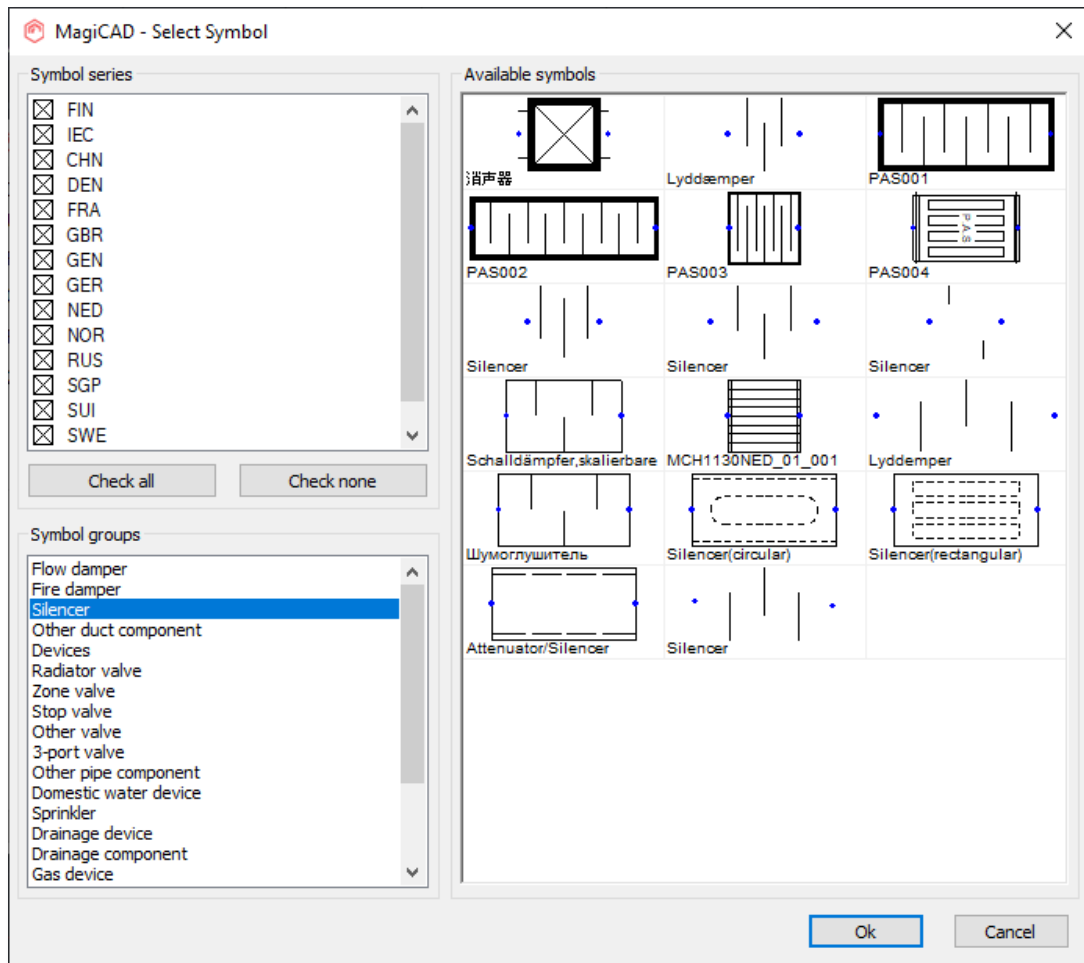 MagiCAD - Select Symbol
Symbol series
FIN
IEC
CHN
DEN
FRA
GBR
GEN
GER
NED
NOR
RUS
SGP
SUI
SWE
Check all Check none
Symbol groups
Flow damper
Fire damper
Silencer
Other duct component
Devices
Radiator valve
Zone valve
Stop valve
Other valve
3-port valve
Other pipe component
Domestic water device
Sprinkler
Drainage device
Drainage component
Gas device
Available symbols
消声器 Lyddæmper PAS001
PAS
PAS002 PAS003 PAS004
Silencer Silencer Silencer
Schalldämpfer,skalierbare MCH1130NED_01_001 Lyddemper
Шумоглушитель Silencer(circular) Silencer(rectangular)
Attenuator/Silencer Silencer
Ok Cancel